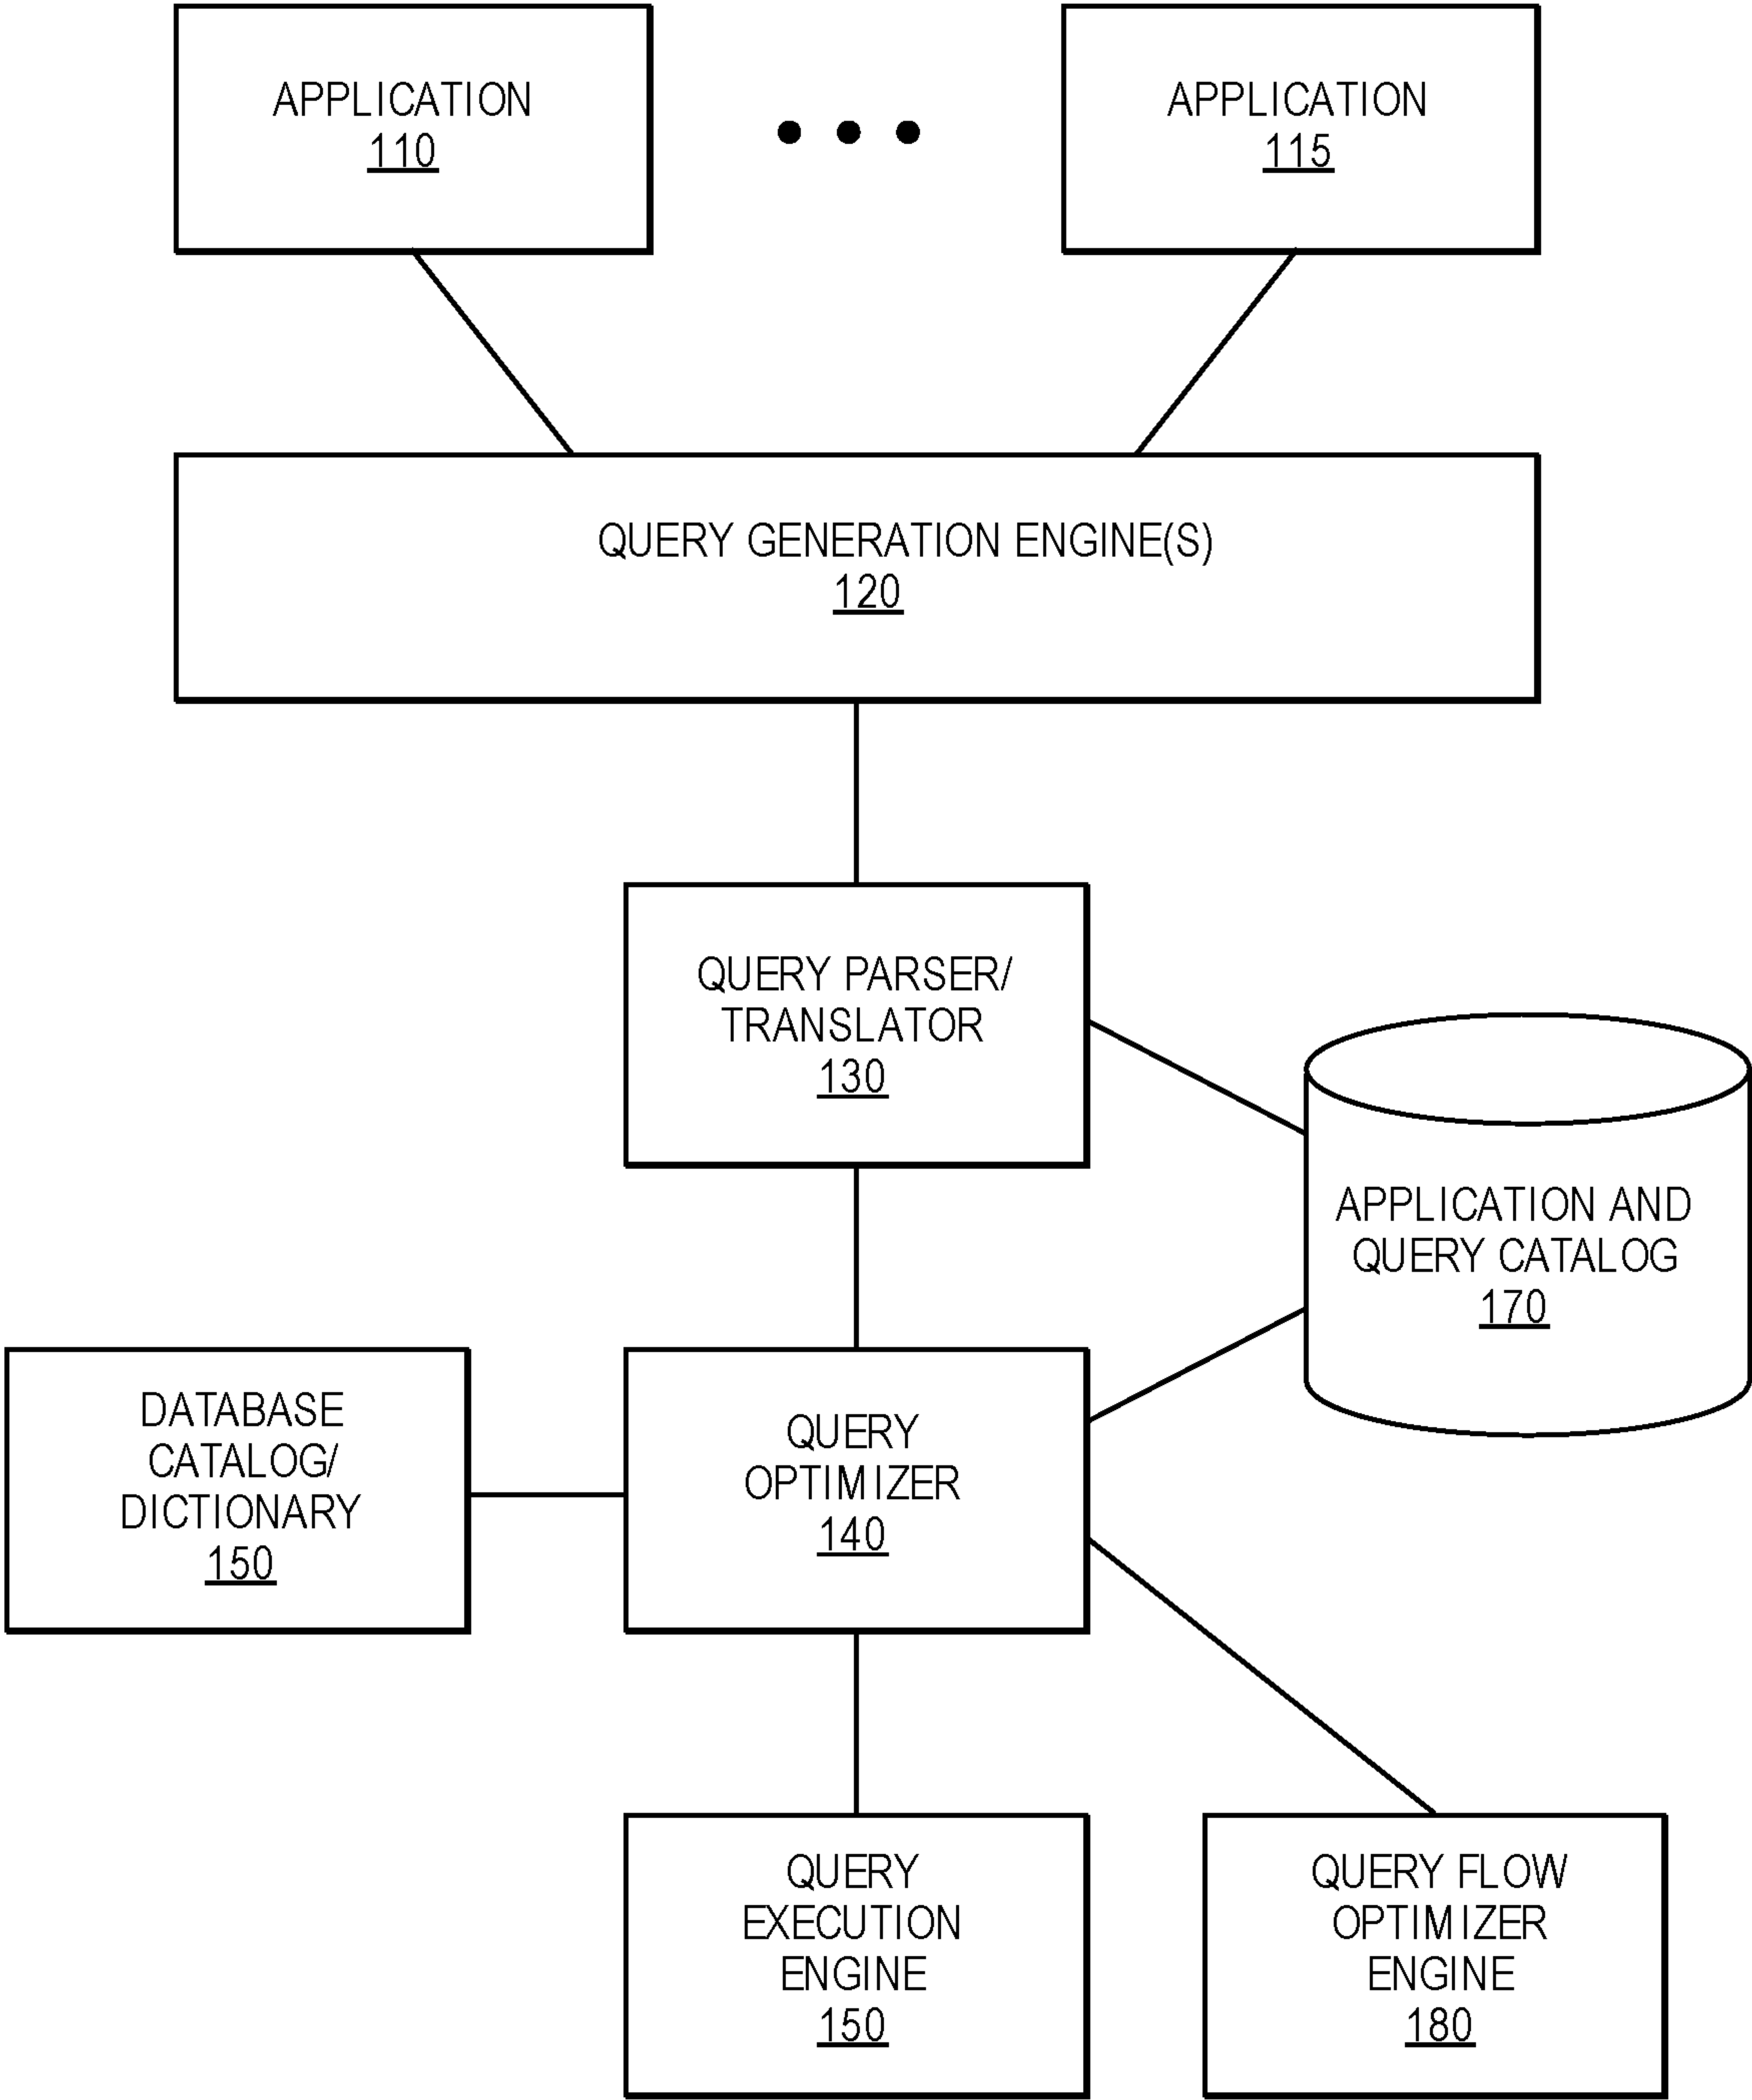 APPLICATION
110
APPLICATION
115
QUERY GENERATION ENGINE(S)
120
QUERY PARSER/
TRANSLATOR
130
APPLICATION AND
QUERY CATALOG
170
DATABASE
CATALOG/
DICTIONARY
150
QUERY
OPTIMIZER
140
QUERY
EXECUTION
ENGINE
150
QUERY FLOW
OPTIMIZER
ENGINE
180